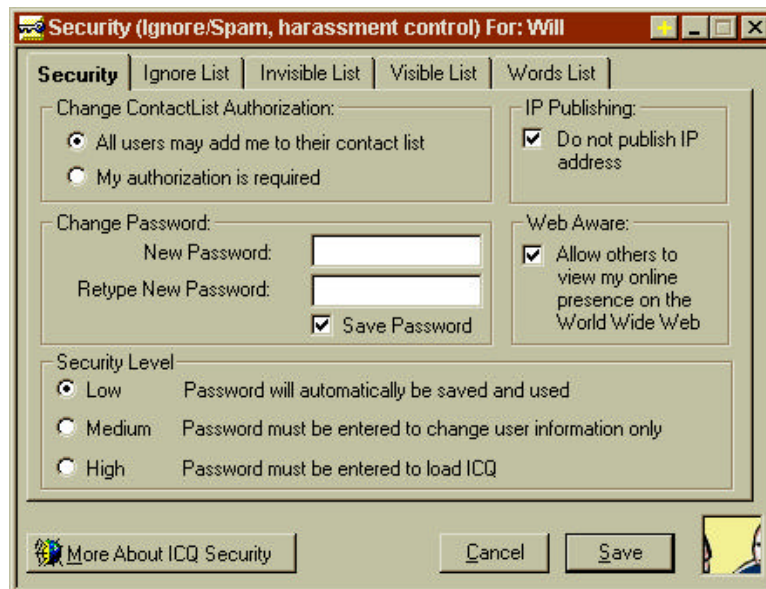 Security (Ignore/Spam, harassment control) For: Will
Security Ignore List Invisible List Visible List Words List
Change ContactList Authorization:
All users may add me to their contact list
My authorization is required
IP Publishing:
Do not publish IP
address
Change Password:
New Password:
Retype New Password:
Save Password
Web Aware:
Allow others to
view my online
presence on the
World Wide Web
Security Level
Low Password will automatically be saved and used
Medium Password must be entered to change user information only
High Password must be entered to load ICQ
More About ICQ Security Cancel Save